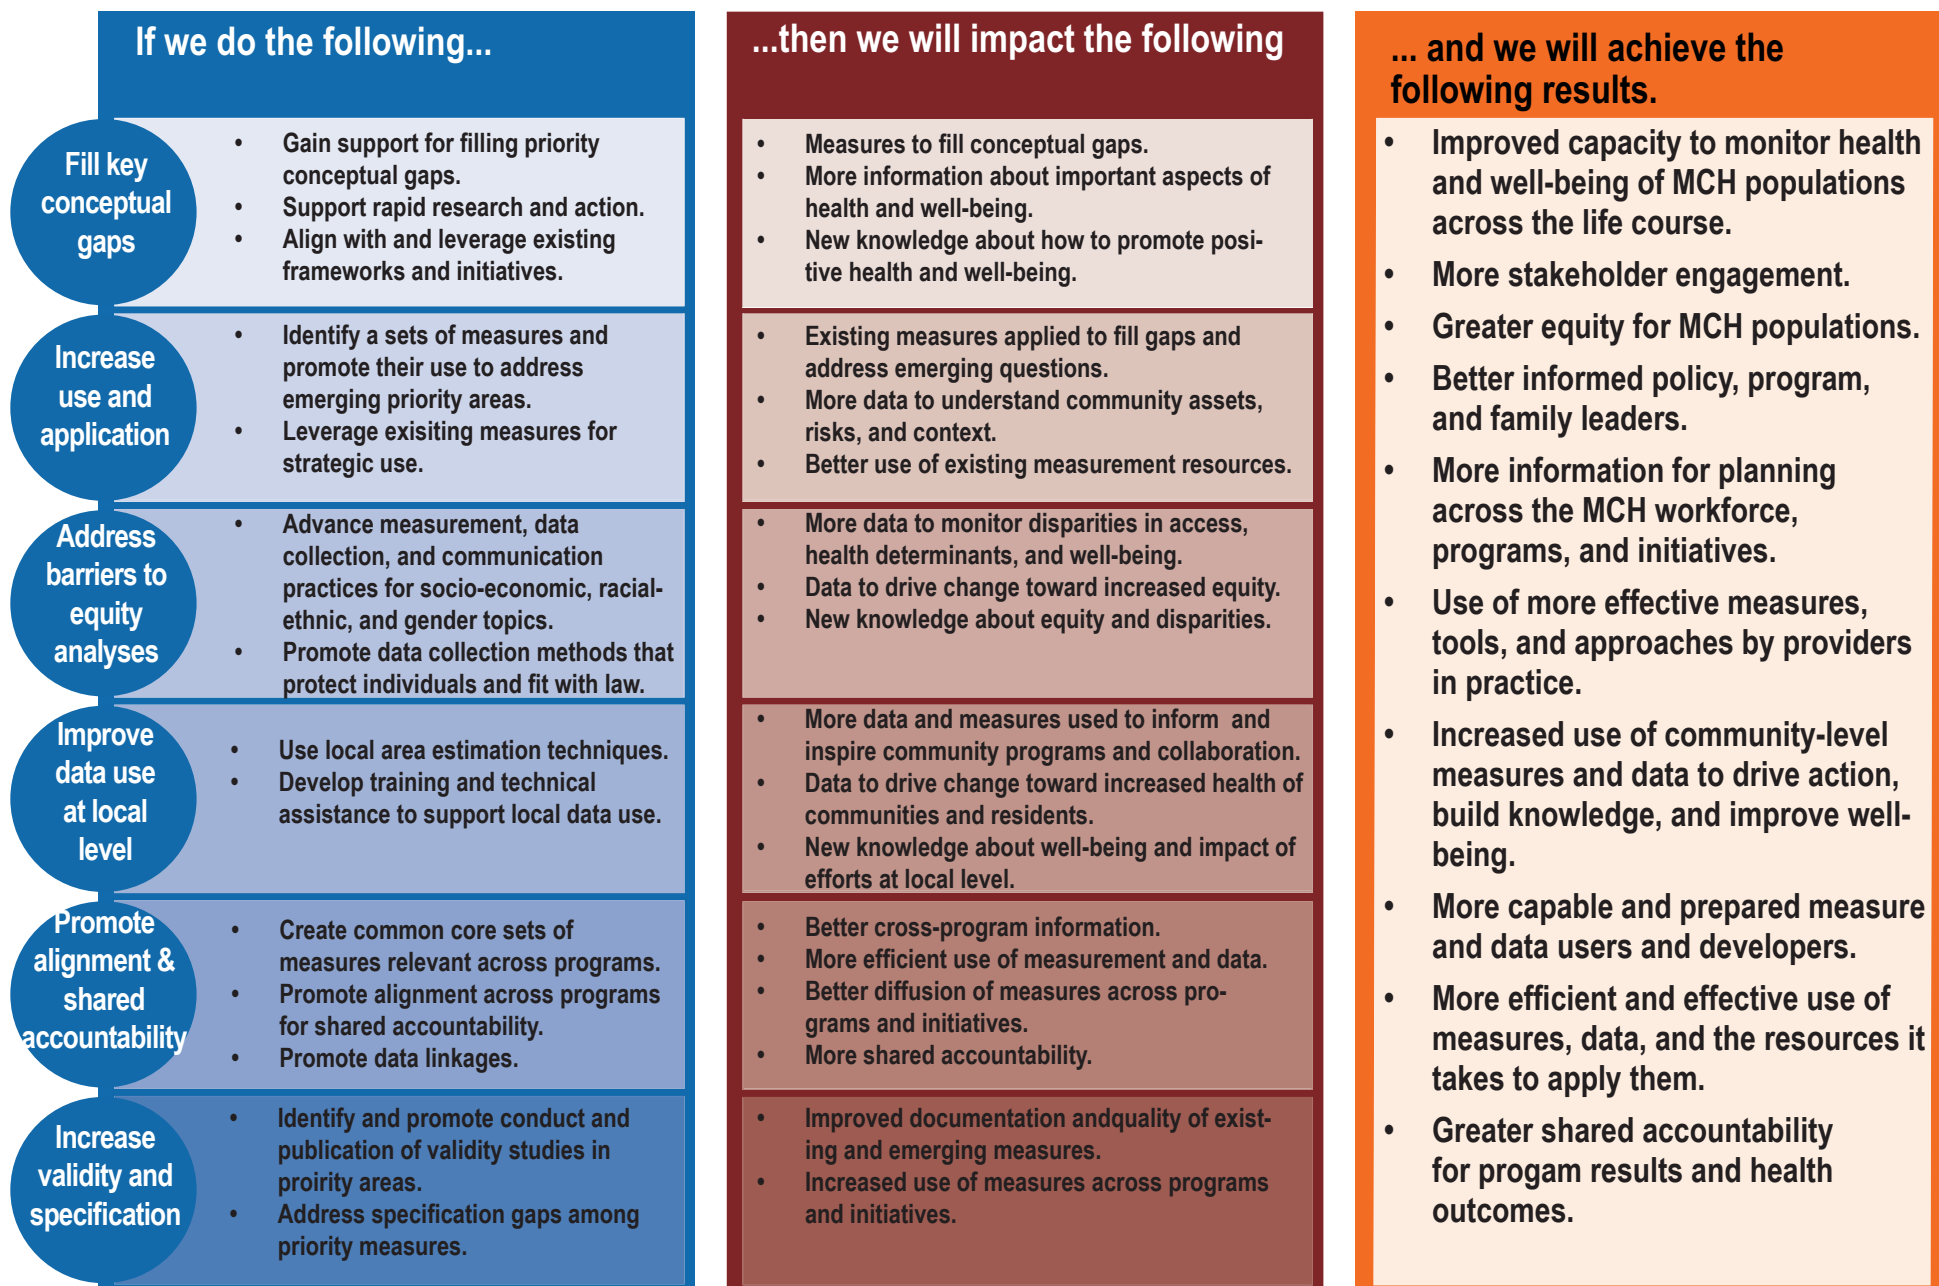 If we do the following...
Fill key
conceptual
gaps
• Gain support for filling priority
conceptual gaps.
• Support rapid research and action.
• Align with and leverage existing
frameworks and initiatives.
Increase
use and
application
• Identify a sets of measures and
promote their use to address
emerging priority areas.
• Leverage exisiting measures for
strategic use.
Address
barriers to
equity
analyses
• Advance measurement, data
collection, and communication
practices for socio-economic, racial-
ethnic, and gender topics.
• Promote data collection methods that
protect individuals and fit with law.
Improve
data use
at local
level
• Use local area estimation techniques.
• Develop training and technical
assistance to support local data use.
Promote
alignment &
shared
accountability
• Create common core sets of
measures relevant across programs.
• Promote alignment across programs
for shared accountability.
• Promote data linkages.
Increase
validity and
specification
• Identify and promote conduct and
publication of validity studies in
proirity areas.
• Address specification gaps among
priority measures.
...then we will impact the following
• Measures to fill conceptual gaps.
• More information about important aspects of
health and well-being.
• New knowledge about how to promote posi-
tive health and well-being.
• Existing measures applied to fill gaps and
address emerging questions.
• More data to understand community assets,
risks, and context.
• Better use of existing measurement resources.
• More data to monitor disparities in access,
health determinants, and well-being.
• Data to drive change toward increased equity.
• New knowledge about equity and disparities.
• More data and measures used to inform and
inspire community programs and collaboration.
• Data to drive change toward increased health of
communities and residents.
• New knowledge about well-being and impact of
efforts at local level.
• Better cross-program information.
• More efficient use of measurement and data.
• Better diffusion of measures across pro-
grams and initiatives.
• More shared accountability.
• Improved documentation andquality of exist-
ing and emerging measures.
• Increased use of measures across programs
and initiatives.
... and we will achieve the
following results.
• Improved capacity to monitor health
and well-being of MCH populations
across the life course.
• More stakeholder engagement.
• Greater equity for MCH populations.
• Better informed policy, program,
and family leaders.
• More information for planning
across the MCH workforce,
programs, and initiatives.
• Use of more effective measures,
tools, and approaches by providers
in practice.
• Increased use of community-level
measures and data to drive action,
build knowledge, and improve well-
being.
• More capable and prepared measure
and data users and developers.
• More efficient and effective use of
measures, data, and the resources it
takes to apply them.
• Greater shared accountability
for progam results and health
outcomes.